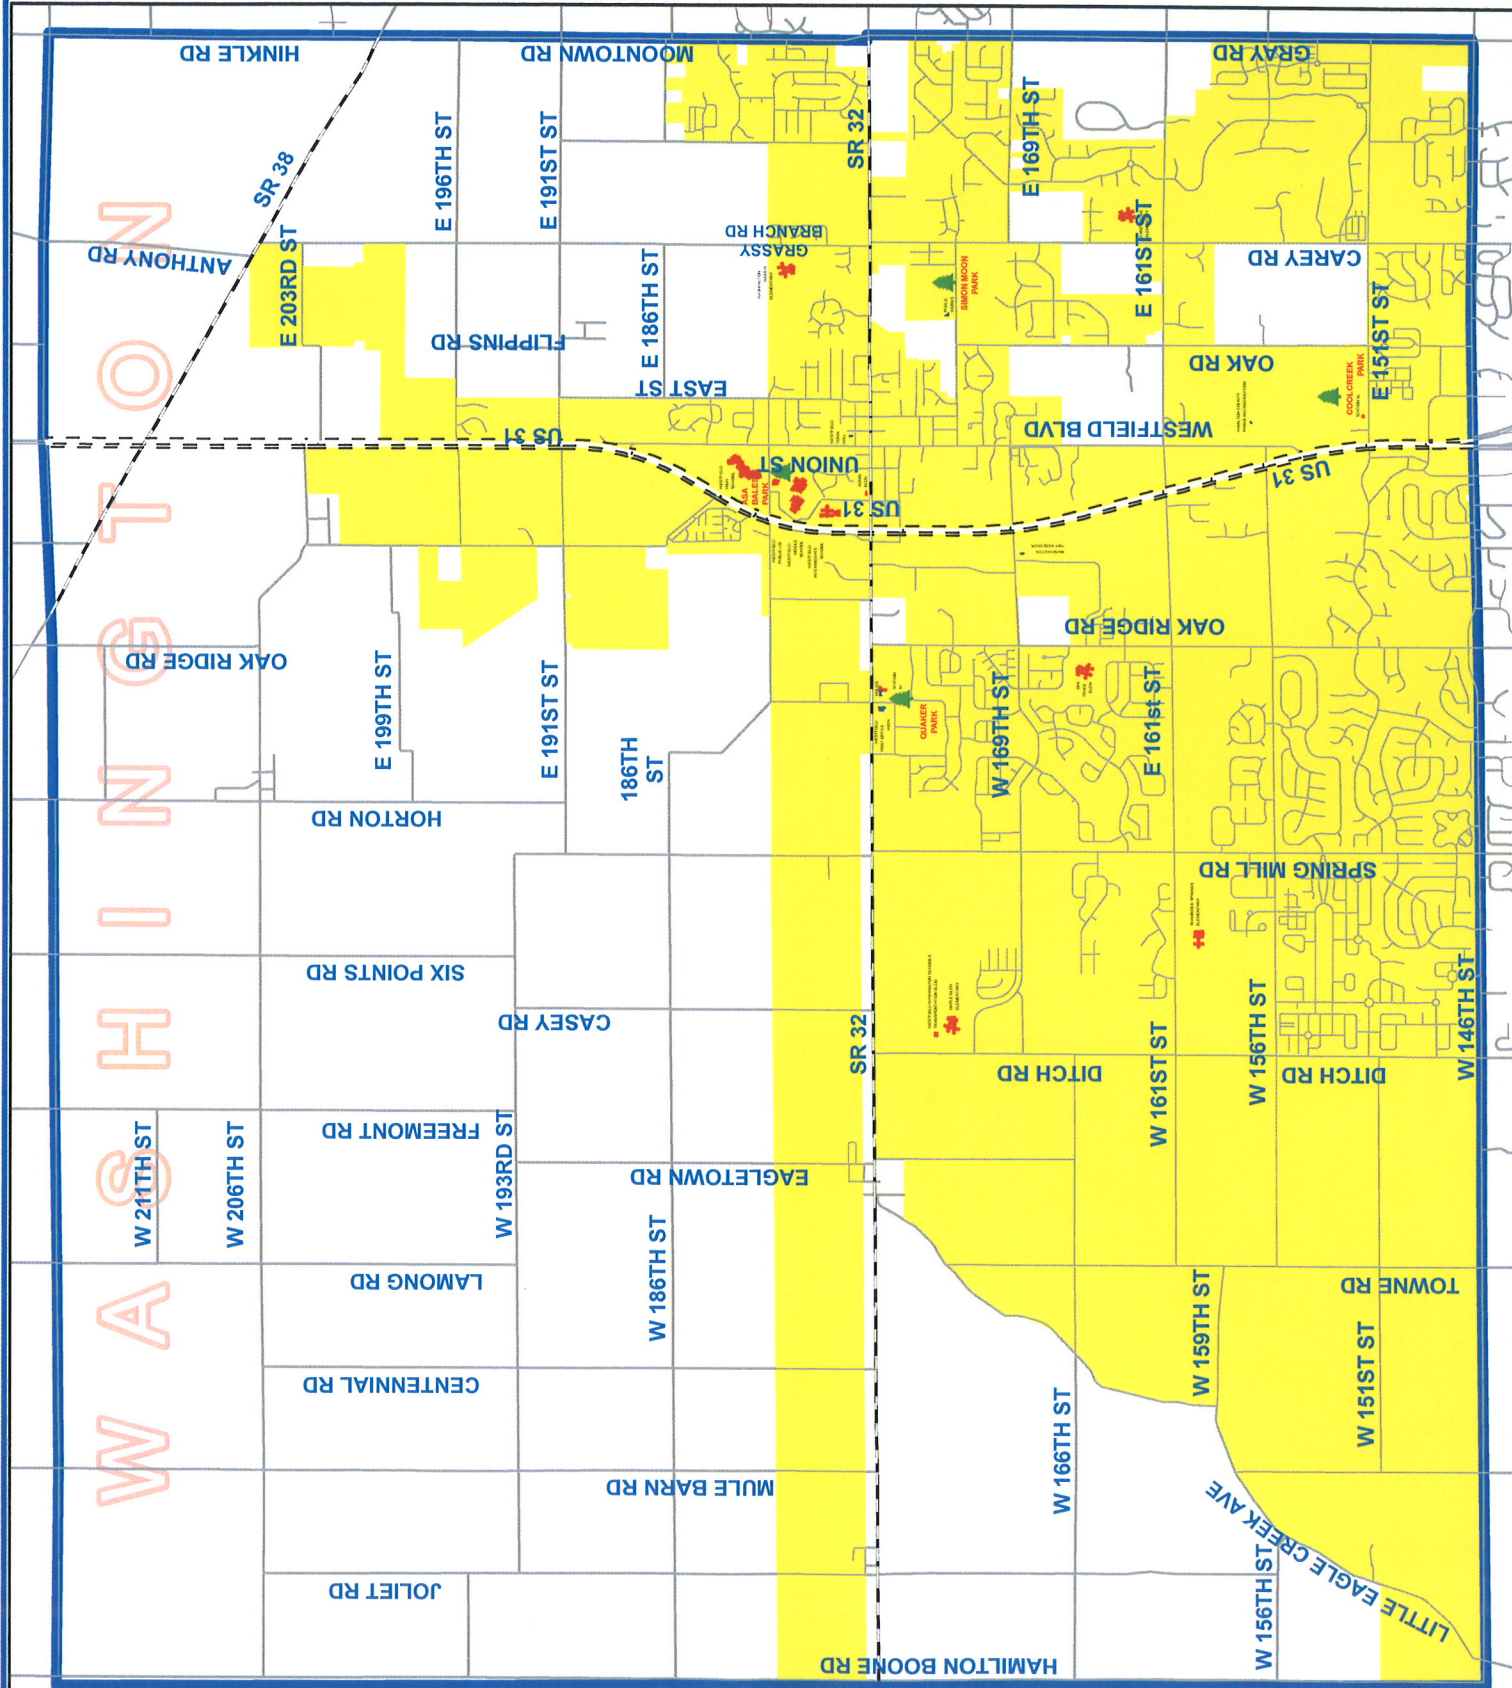 WASHINGTON
HINKLE RD
MOONTOWN RD
GRAY RD
SR 38
E 196TH ST
E 191ST ST
SR 32
E 169TH ST
ANTHONY RD
E 203RD ST
GRASSY
BRANCH RD
E 186TH ST
FLIPPINS RD
EAST ST
SIMON MOON
PARK
E 161ST ST
CAREY RD
E 151ST ST
OAK RD
COOLCREEK
PARK
WESTFIELD BLVD
US 31
UNION ST
ASA
BALES
PARK
US 31
US 31
OAK RIDGE RD
OAK RIDGE RD
E 199TH ST
E 191ST ST
186TH
ST
QUAKER
PARK
W 169TH ST
E 161st ST
HORTON RD
SPRING MILL RD
SIX POINTS RD
CASEY RD
SR 32
DITCH RD
DITCH RD
W 161ST ST
W 156TH ST
W 146TH ST
W 211TH ST
W 206TH ST
FREEMONT RD
W 193RD ST
EAGLETOWN RD
W 186TH ST
LAMONG RD
TOWNE RD
W 159TH ST
W 151ST ST
CENTENNIAL RD
W 166TH ST
MULE BARN RD
LITTLE EAGLE CREEK AVE
JOLIET RD
W 156TH ST
HAMILTON BOONE RD